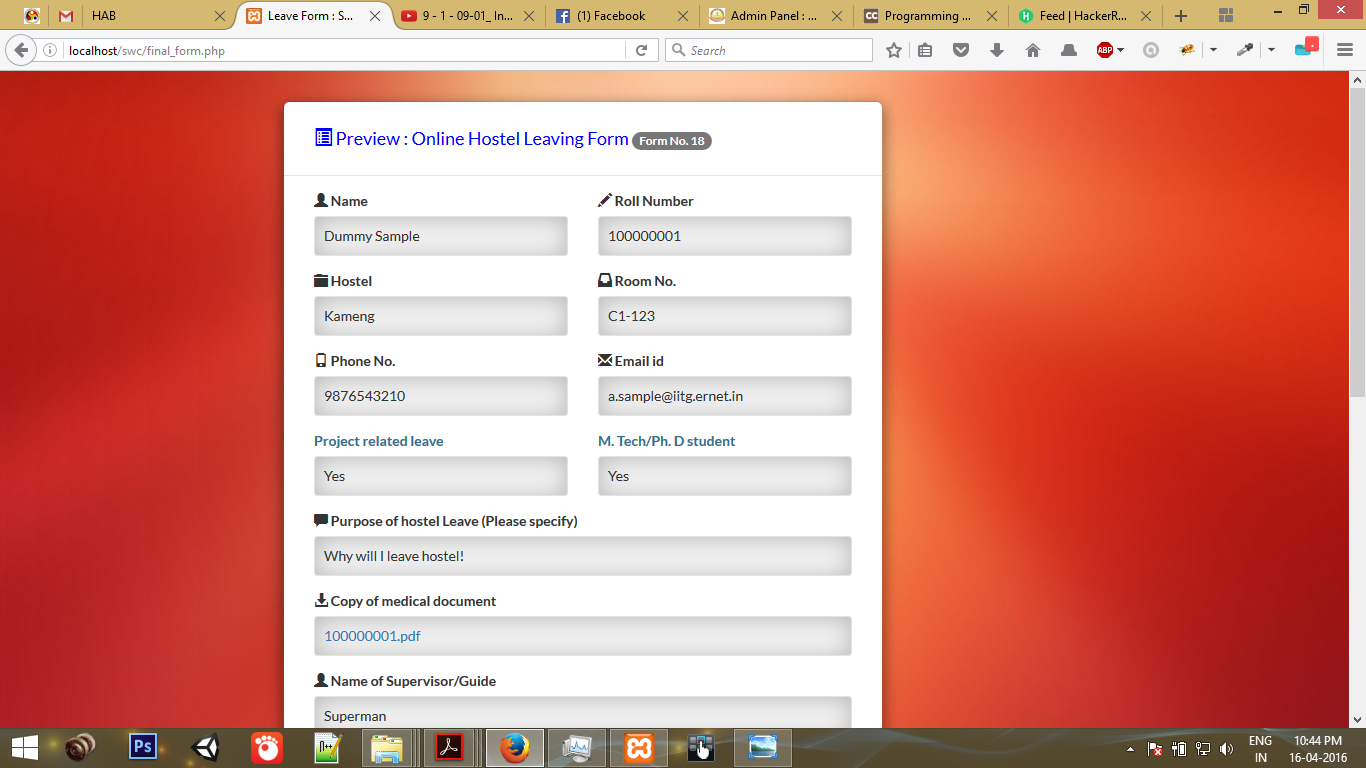 HAB
Leave Form : S...
9 - 1 - 09-01_ In...
(1) Facebook
Admin Panel : ...
CC
Programming ...
H
Feed | HackerR...
localhost/swc/final_form.php
Search
ABP
Preview : Online Hostel Leaving Form Form No. 18
Name
Roll Number
Dummy Sample
100000001
Hostel
Room No.
Kameng
C1-123
Phone No.
Email id
9876543210
a.sample@iitg.ernet.in
Project related leave
M. Tech/Ph. D student
Yes
Yes
Purpose of hostel Leave (Please specify)
Why will I leave hostel!
Copy of medical document
100000001.pdf
Name of Supervisor/Guide
Superman
Ps
n++
ENG
10:44 PM
IN
16-04-2016